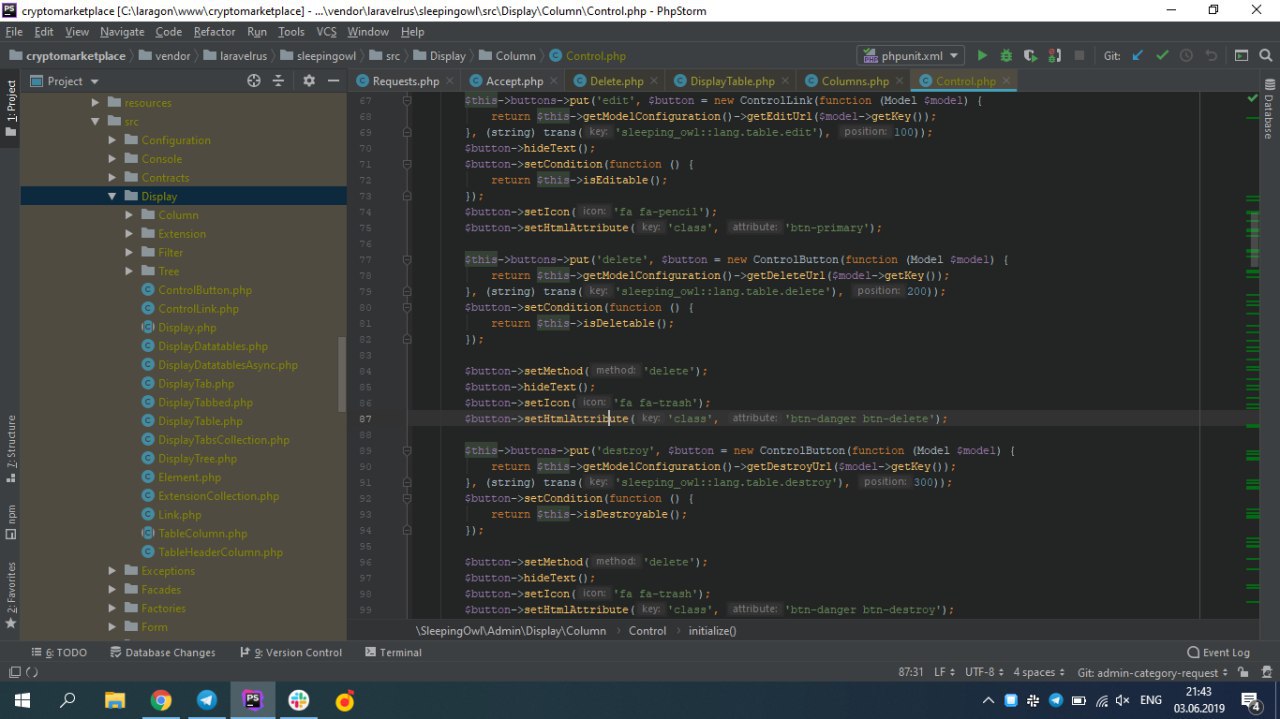 cryptomarketplace [C:\laragon\www\cryptomarketplace] - ...\vendor\laravelrus\sleepingowl\src\Display\Column\Control.php - PhpStorm
File Edit View Navigate Code Refactor Run Tools VCS Window Help
cryptomarketplace vendor laravelrus sleepingowl src Display Column Control.php phpunit.xml Git:
Project Requests.php Accept.php Delete.php DisplayTable.php Columns.php Control.php
1: Project
7: Structure
npm
2: Favorites
resources
src
Configuration
Console
Contracts
Display
Column
Extension
Filter
Tree
ControlButton.php
ControlLink.php
Display.php
DisplayDatatables.php
DisplayDatatablesAsync.php
DisplayTab.php
DisplayTabbed.php
DisplayTable.php
DisplayTabsCollection.php
DisplayTree.php
Element.php
ExtensionCollection.php
Link.php
TableColumn.php
TableHeaderColumn.php
Exceptions
Facades
Factories
Form
67 $this->buttons->put('edit', $button = new ControlLink(function (Model $model) {
68 return $this->getModelConfiguration()->getEditUrl($model->getKey());
69 }, (string) trans( key: 'sleeping_owl::lang.table.edit'), position: 100));
70 $button->hideText();
71 $button->setCondition(function () {
72 return $this->isEditable();
73 });
74 $button->setIcon( icon: 'fa fa-pencil');
75 $button->setHtmlAttribute( key: 'class', attribute: 'btn-primary');
76
77 $this->buttons->put('delete', $button = new ControlButton(function (Model $model) {
78 return $this->getModelConfiguration()->getDeleteUrl($model->getKey());
79 }, (string) trans( key: 'sleeping_owl::lang.table.delete'), position: 200));
80 $button->setCondition(function () {
81 return $this->isDeletable();
82 });
83
84 $button->setMethod( method: 'delete');
85 $button->hideText();
86 $button->setIcon( icon: 'fa fa-trash');
87 $button->setHtmlAttribute( key: 'class', attribute: 'btn-danger btn-delete');
88
89 $this->buttons->put('destroy', $button = new ControlButton(function (Model $model) {
90 return $this->getModelConfiguration()->getDestroyUrl($model->getKey());
91 }, (string) trans( key: 'sleeping_owl::lang.table.destroy'), position: 300));
92 $button->setCondition(function () {
93 return $this->isDestroyable();
94 });
95
96 $button->setMethod( method: 'delete');
97 $button->hideText();
98 $button->setIcon( icon: 'fa fa-trash');
99 $button->setHtmlAttribute( key: 'class', attribute: 'btn-danger btn-destroy');
Database
\SleepingOwl\Admin\Display\Column Control initialize()
6: TODO Database Changes 9: Version Control Terminal Event Log
87:31 LF UTF-8 4 spaces Git: admin-category-request
PS ENG 21:43
03.06.2019 4